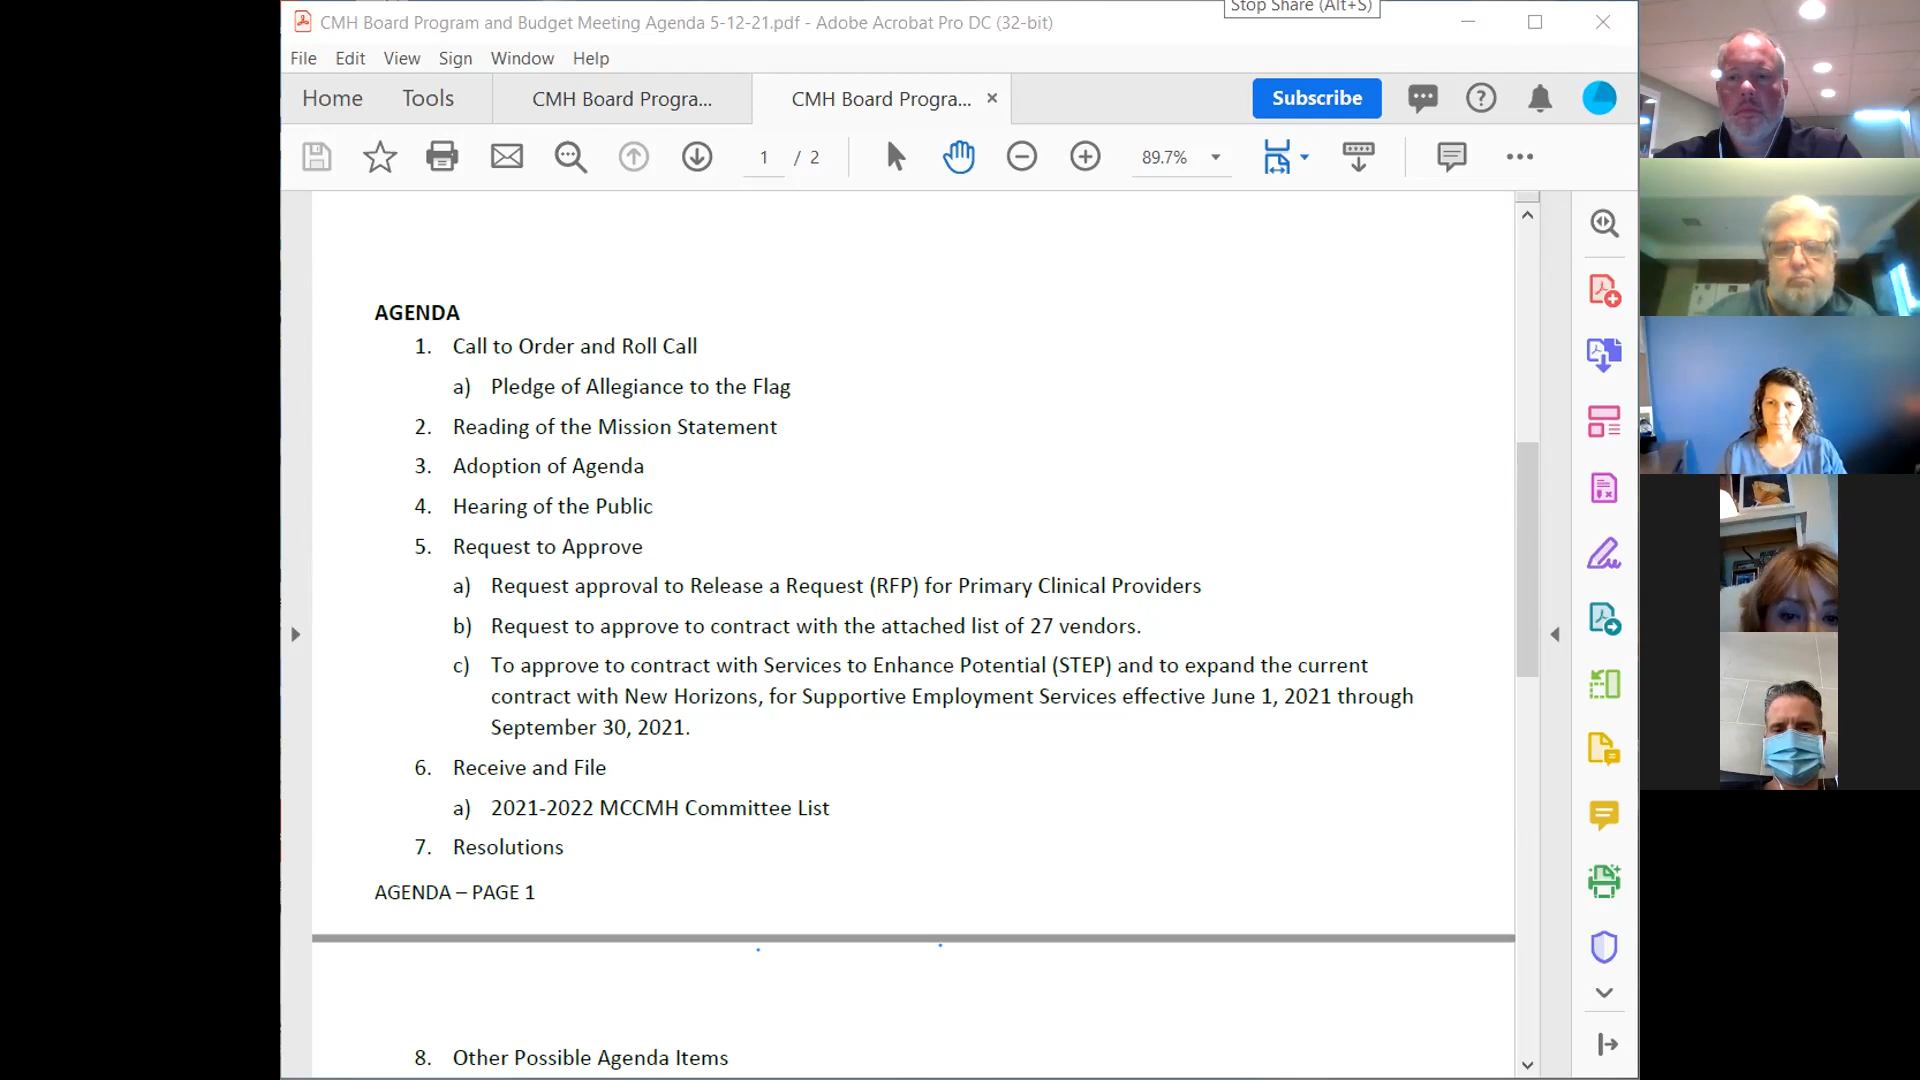 Stop Share (Alt+S)
CMH Board Program and Budget Meeting Agenda 5-12-21.pdf - Adobe Acrobat Pro DC (32-bit)
File Edit View Sign Window Help
Home Tools CMH Board Progra... CMH Board Progra... Subscribe
1 / 2 89.7%
AGENDA
1. Call to Order and Roll Call
a) Pledge of Allegiance to the Flag
2. Reading of the Mission Statement
3. Adoption of Agenda
4. Hearing of the Public
5. Request to Approve
a) Request approval to Release a Request (RFP) for Primary Clinical Providers
b) Request to approve to contract with the attached list of 27 vendors.
c) To approve to contract with Services to Enhance Potential (STEP) and to expand the current
contract with New Horizons, for Supportive Employment Services effective June 1, 2021 through
September 30, 2021.
6. Receive and File
a) 2021-2022 MCCMH Committee List
7. Resolutions
AGENDA – PAGE 1
8. Other Possible Agenda Items